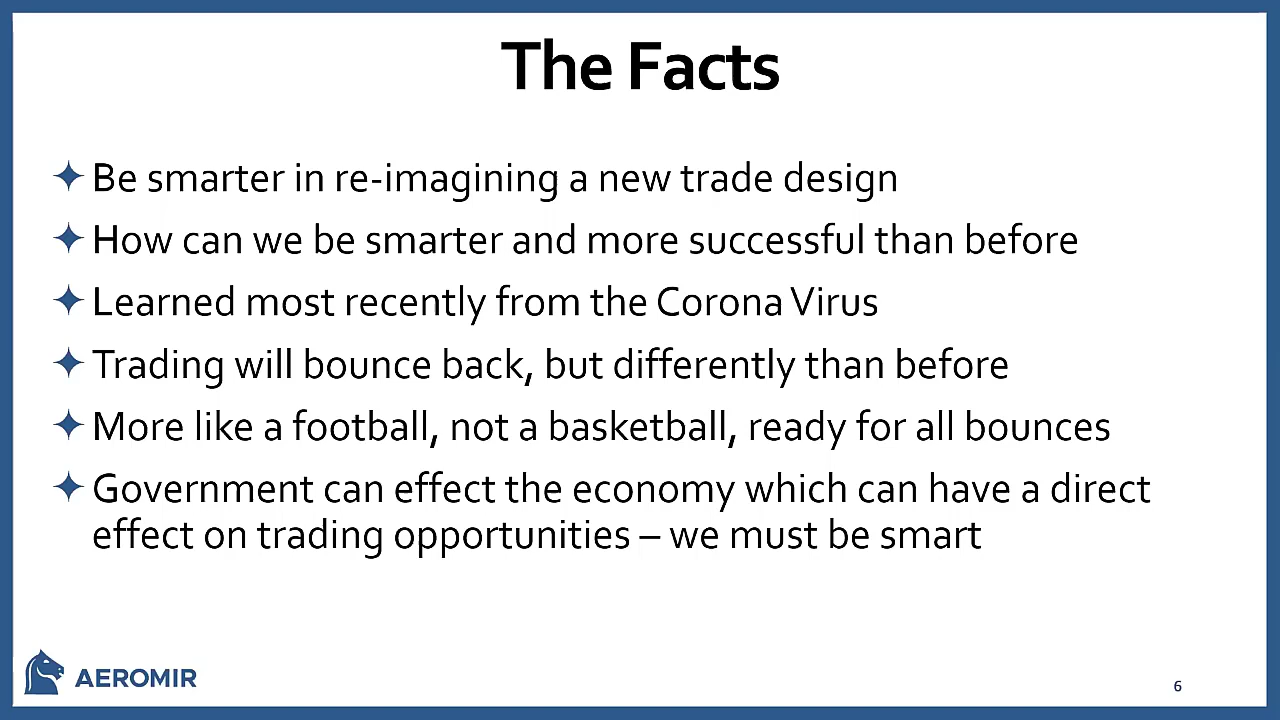 The Facts
Be smarter in re-imagining a new trade design
How can we be smarter and more successful than before
Learned most recently from the Corona Virus
Trading will bounce back, but differently than before
More like a football, not a basketball, ready for all bounces
Government can effect the economy which can have a direct
effect on trading opportunities – we must be smart
AEROMIR
6